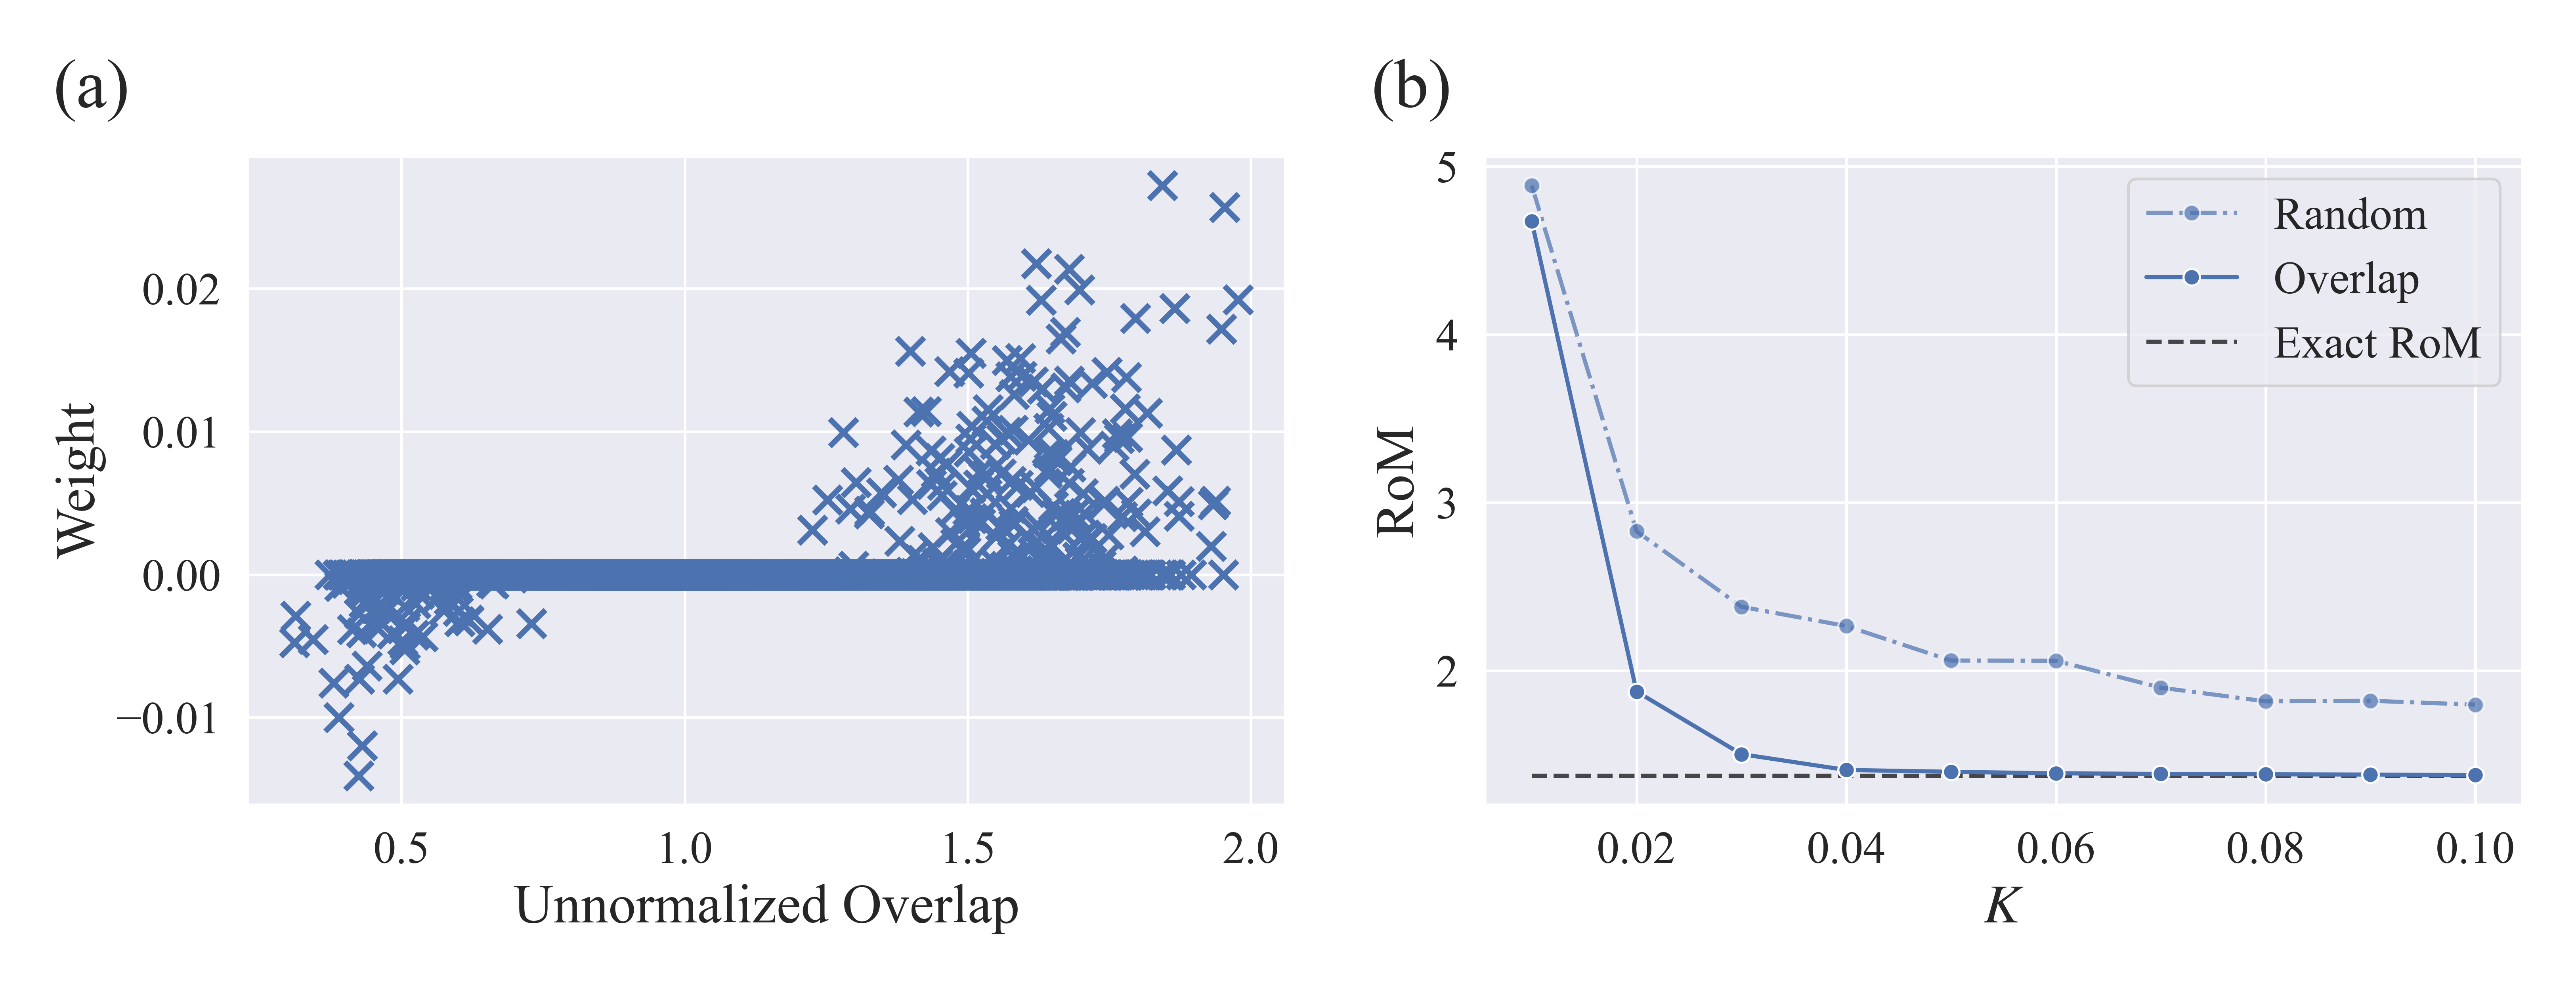 (a)
Weight
0.02
0.01
0.00
−0.01
0.5 1.0 1.5 2.0
Unnormalized Overlap
(b)
RoM
5
4
3
2
0.02 0.04 0.06 0.08 0.10
K
Random
Overlap
Exact RoM